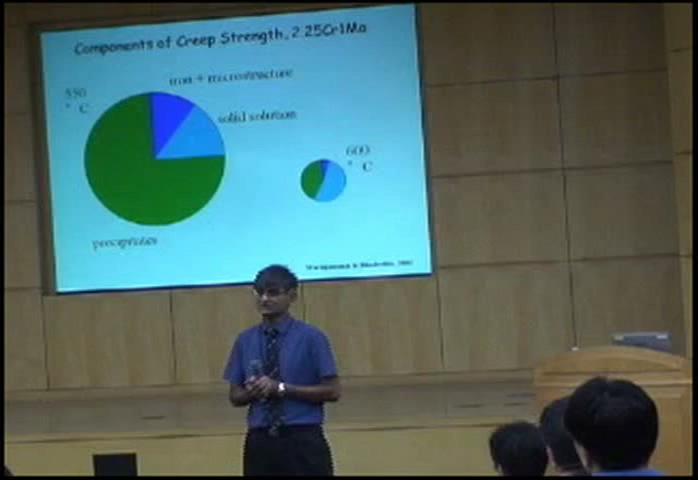 Components of Creep Strength, 2.25Cr1Mo
550
° C
iron + microstructure
solid solution
600
° C
precipitates